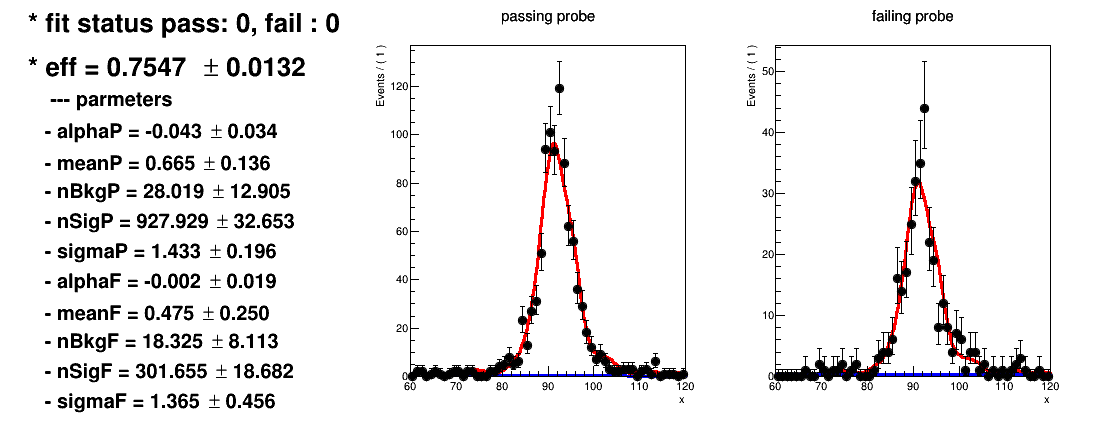 * fit status pass: 0, fail : 0
* eff = 0.7547 ± 0.0132
--- parmeters
- alphaP = -0.043 ± 0.034
- meanP = 0.665 ± 0.136
- nBkgP = 28.019 ± 12.905
- nSigP = 927.929 ± 32.653
- sigmaP = 1.433 ± 0.196
- alphaF = -0.002 ± 0.019
- meanF = 0.475 ± 0.250
- nBkgF = 18.325 ± 8.113
- nSigF = 301.655 ± 18.682
- sigmaF = 1.365 ± 0.456
passing probe
Events / ( 1 )
120
100
80
60
40
20
0
60 70 80 90 100 110 120
x
failing probe
Events / ( 1 )
50
40
30
20
10
0
60 70 80 90 100 110 120
x